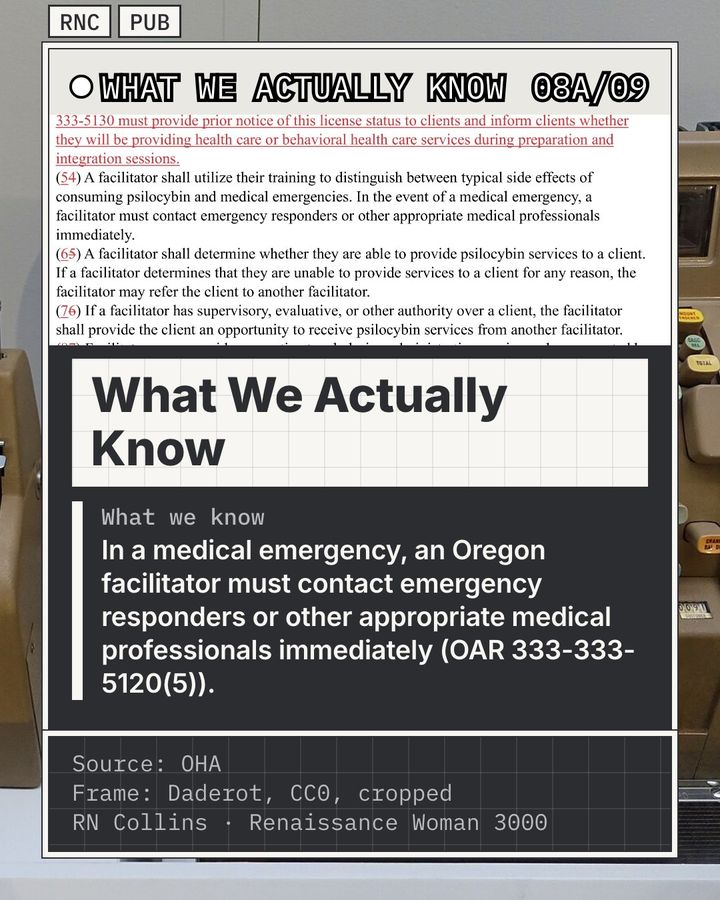 RNC PUB
WHAT WE ACTUALLY KNOW 08A/09
333-5130 must provide prior notice of this license status to clients and inform clients whether
they will be providing health care or behavioral health care services during preparation and
integration sessions.
(54) A facilitator shall utilize their training to distinguish between typical side effects of
consuming psilocybin and medical emergencies. In the event of a medical emergency, a
facilitator must contact emergency responders or other appropriate medical professionals
immediately.
(65) A facilitator shall determine whether they are able to provide psilocybin services to a client.
If a facilitator determines that they are unable to provide services to a client for any reason, the
facilitator may refer the client to another facilitator.
(76) If a facilitator has supervisory, evaluative, or other authority over a client, the facilitator
shall provide the client an opportunity to receive psilocybin services from another facilitator.
What We Actually
Know
What we know
In a medical emergency, an Oregon
facilitator must contact emergency
responders or other appropriate medical
professionals immediately (OAR 333-333-
5120(5)).
Source: OHA
Frame: Daderot, CC0, cropped
RN Collins · Renaissance Woman 3000
TOTAL